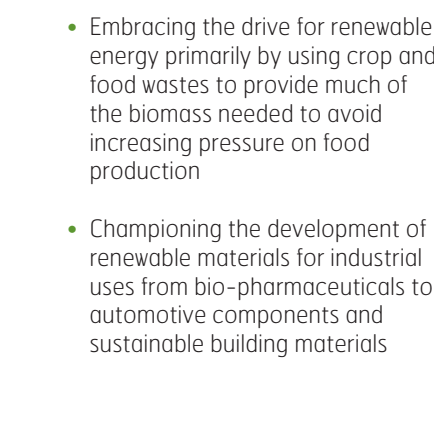 • Embracing the drive for renewable
energy primarily by using crop and
food wastes to provide much of
the biomass needed to avoid
increasing pressure on food
production
• Championing the development of
renewable materials for industrial
uses from bio-pharmaceuticals to
automotive components and
sustainable building materials